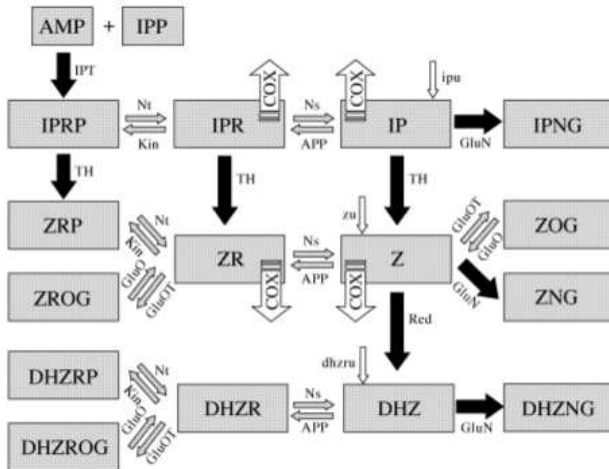 AMP + IPP
IPT
COX COX ipu
IPRP Nt Kin IPR Ns APP IP GluN IPNG
TH TH TH
ZRP Nt Kin zu GluOT GluO ZOG
ZR Ns APP Z
ZROG GluO GluOT COX COX GluN ZNG
Red
DHZRP Nt Kin dhzru
DHZR Ns APP DHZ GluN DHZNG
DHZROG GluO GluOT